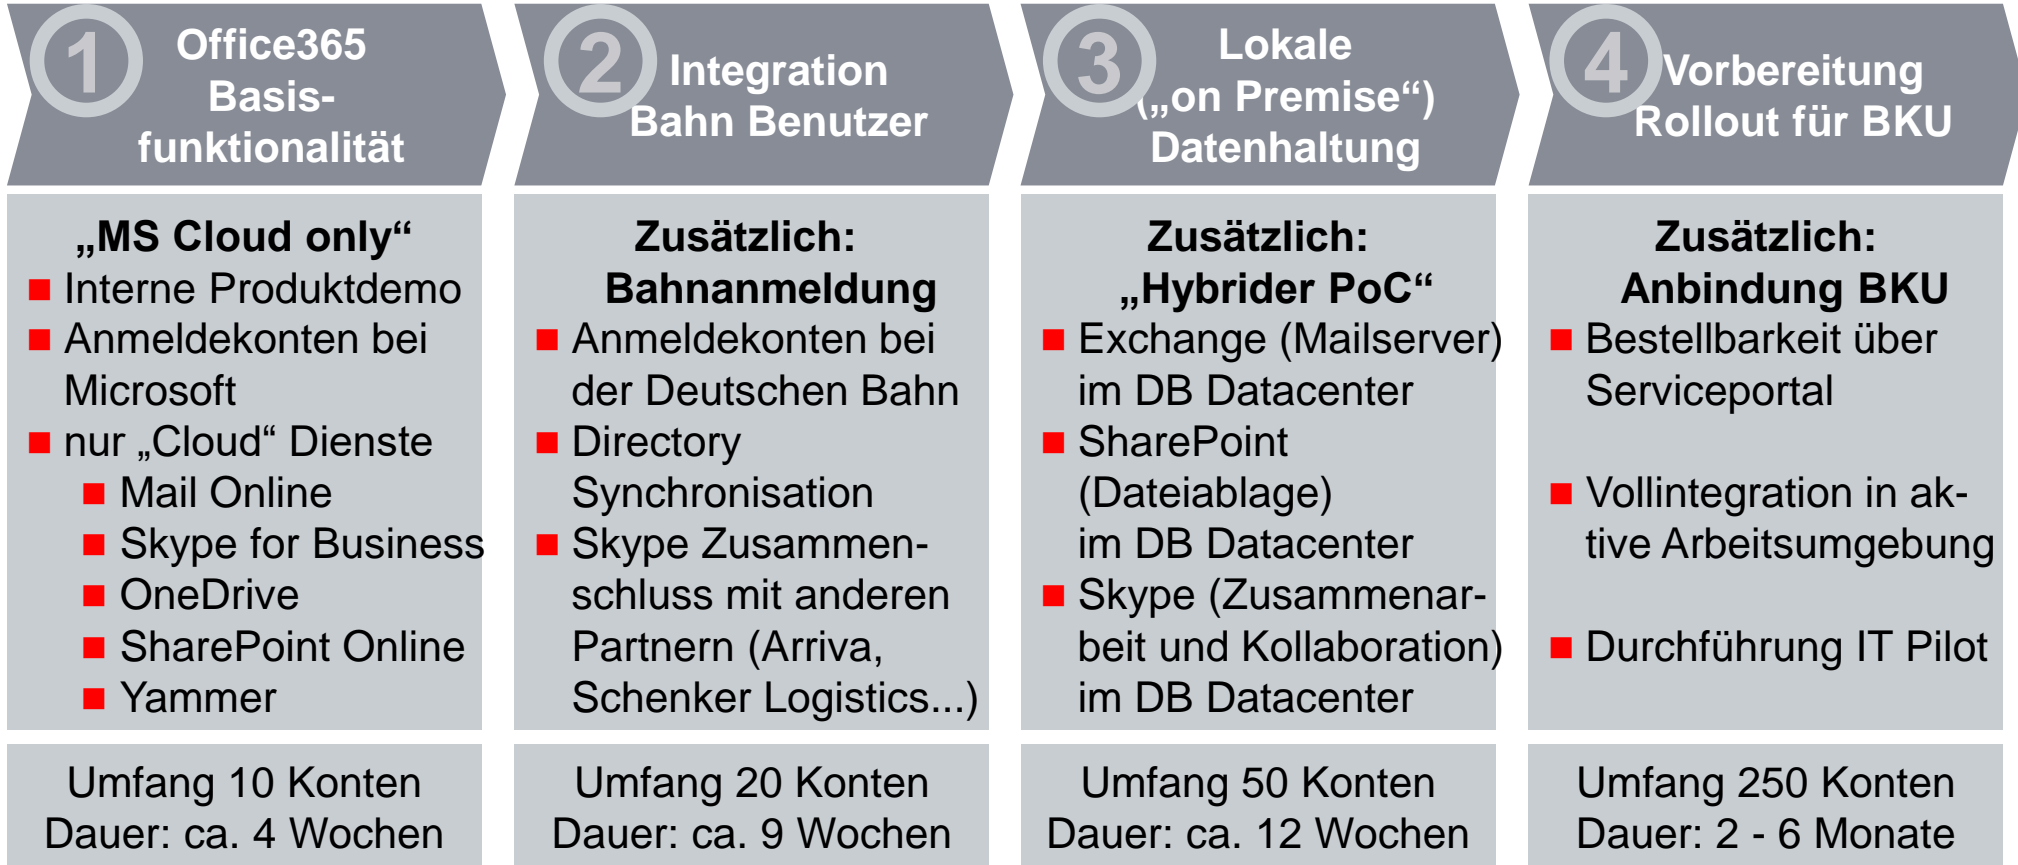 1
Office365
Basis-
funktionalität
„MS Cloud only“
Interne Produktdemo
Anmeldekonten bei
Microsoft
nur „Cloud“ Dienste
Mail Online
Skype for Business
OneDrive
SharePoint Online
Yammer
Umfang 10 Konten
Dauer: ca. 4 Wochen
2
Integration
Bahn Benutzer
Zusätzlich:
Bahnanmeldung
Anmeldekonten bei
der Deutschen Bahn
Directory
Synchronisation
Skype Zusammen-
schluss mit anderen
Partnern (Arriva,
Schenker Logistics...)
Umfang 20 Konten
Dauer: ca. 9 Wochen
3
Lokale
(„on Premise“)
Datenhaltung
Zusätzlich:
„Hybrider PoC“
Exchange (Mailserver)
im DB Datacenter
SharePoint
(Dateiablage)
im DB Datacenter
Skype (Zusammenar-
beit und Kollaboration)
im DB Datacenter
Umfang 50 Konten
Dauer: ca. 12 Wochen
4
Vorbereitung
Rollout für BKU
Zusätzlich:
Anbindung BKU
Bestellbarkeit über
Serviceportal
Vollintegration in ak-
tive Arbeitsumgebung
Durchführung IT Pilot
Umfang 250 Konten
Dauer: 2 - 6 Monate